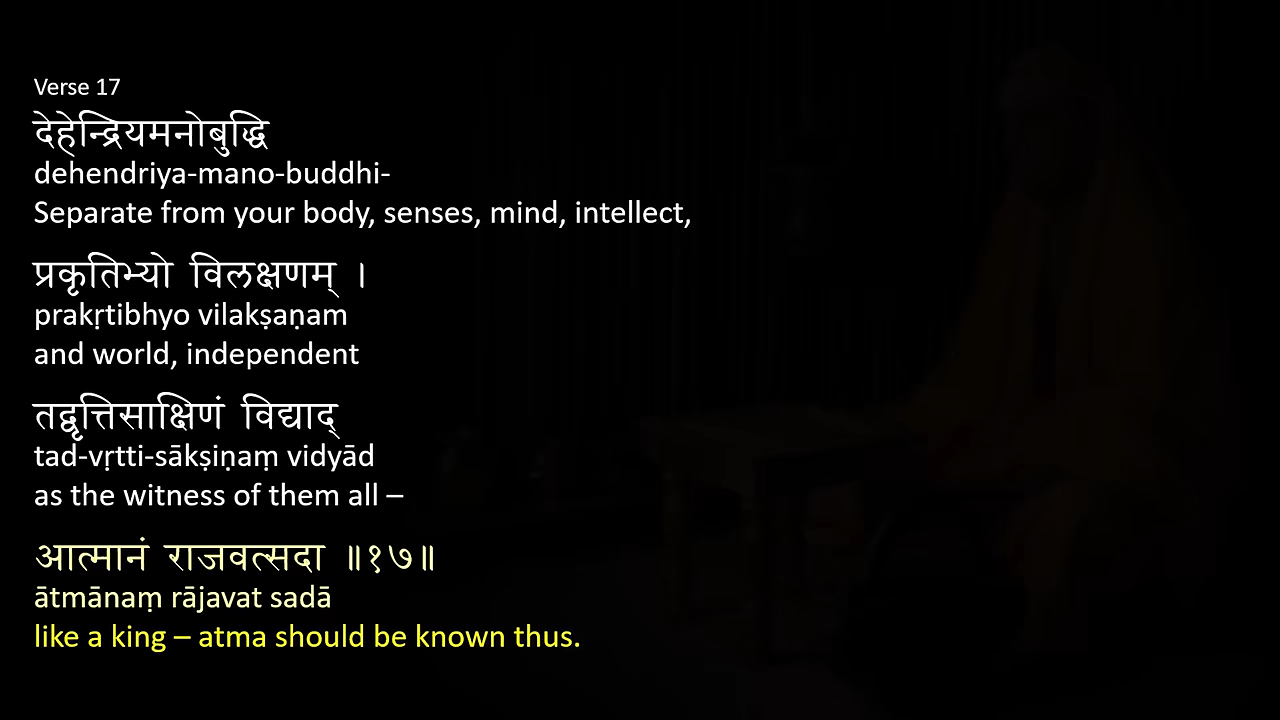 Verse 17
देहेन्द्रियमनोबुद्धि
dehendriya-mano-buddhi-
Separate from your body, senses, mind, intellect,
प्रकृतिभ्यो विलक्षणम् ।
prakṛtibhyo vilakṣaṇam
and world, independent
तद्वृत्तिसाक्षिणं विद्याद्
tad-vṛtti-sākṣiṇaṃ vidyād
as the witness of them all –
आत्मानं राजवत्सदा ॥१७॥
ātmānaṃ rājavat sadā
like a king – atma should be known thus.